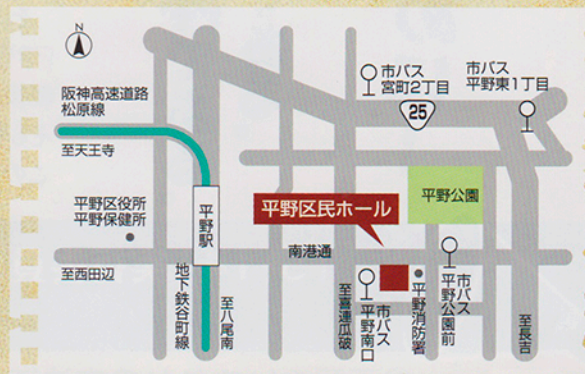 N
阪神高速道路
松原線
至天王寺
平野区役所
平野保健所
至西田辺
平野駅
地下鉄谷町線
至八尾南
市バス
宮町2丁目
25
市バス
平野東1丁目
平野公園
平野区民ホール
南港通
至喜連瓜破
市バス
平野南口
平野消防署
市バス
平野公園前
至長吉